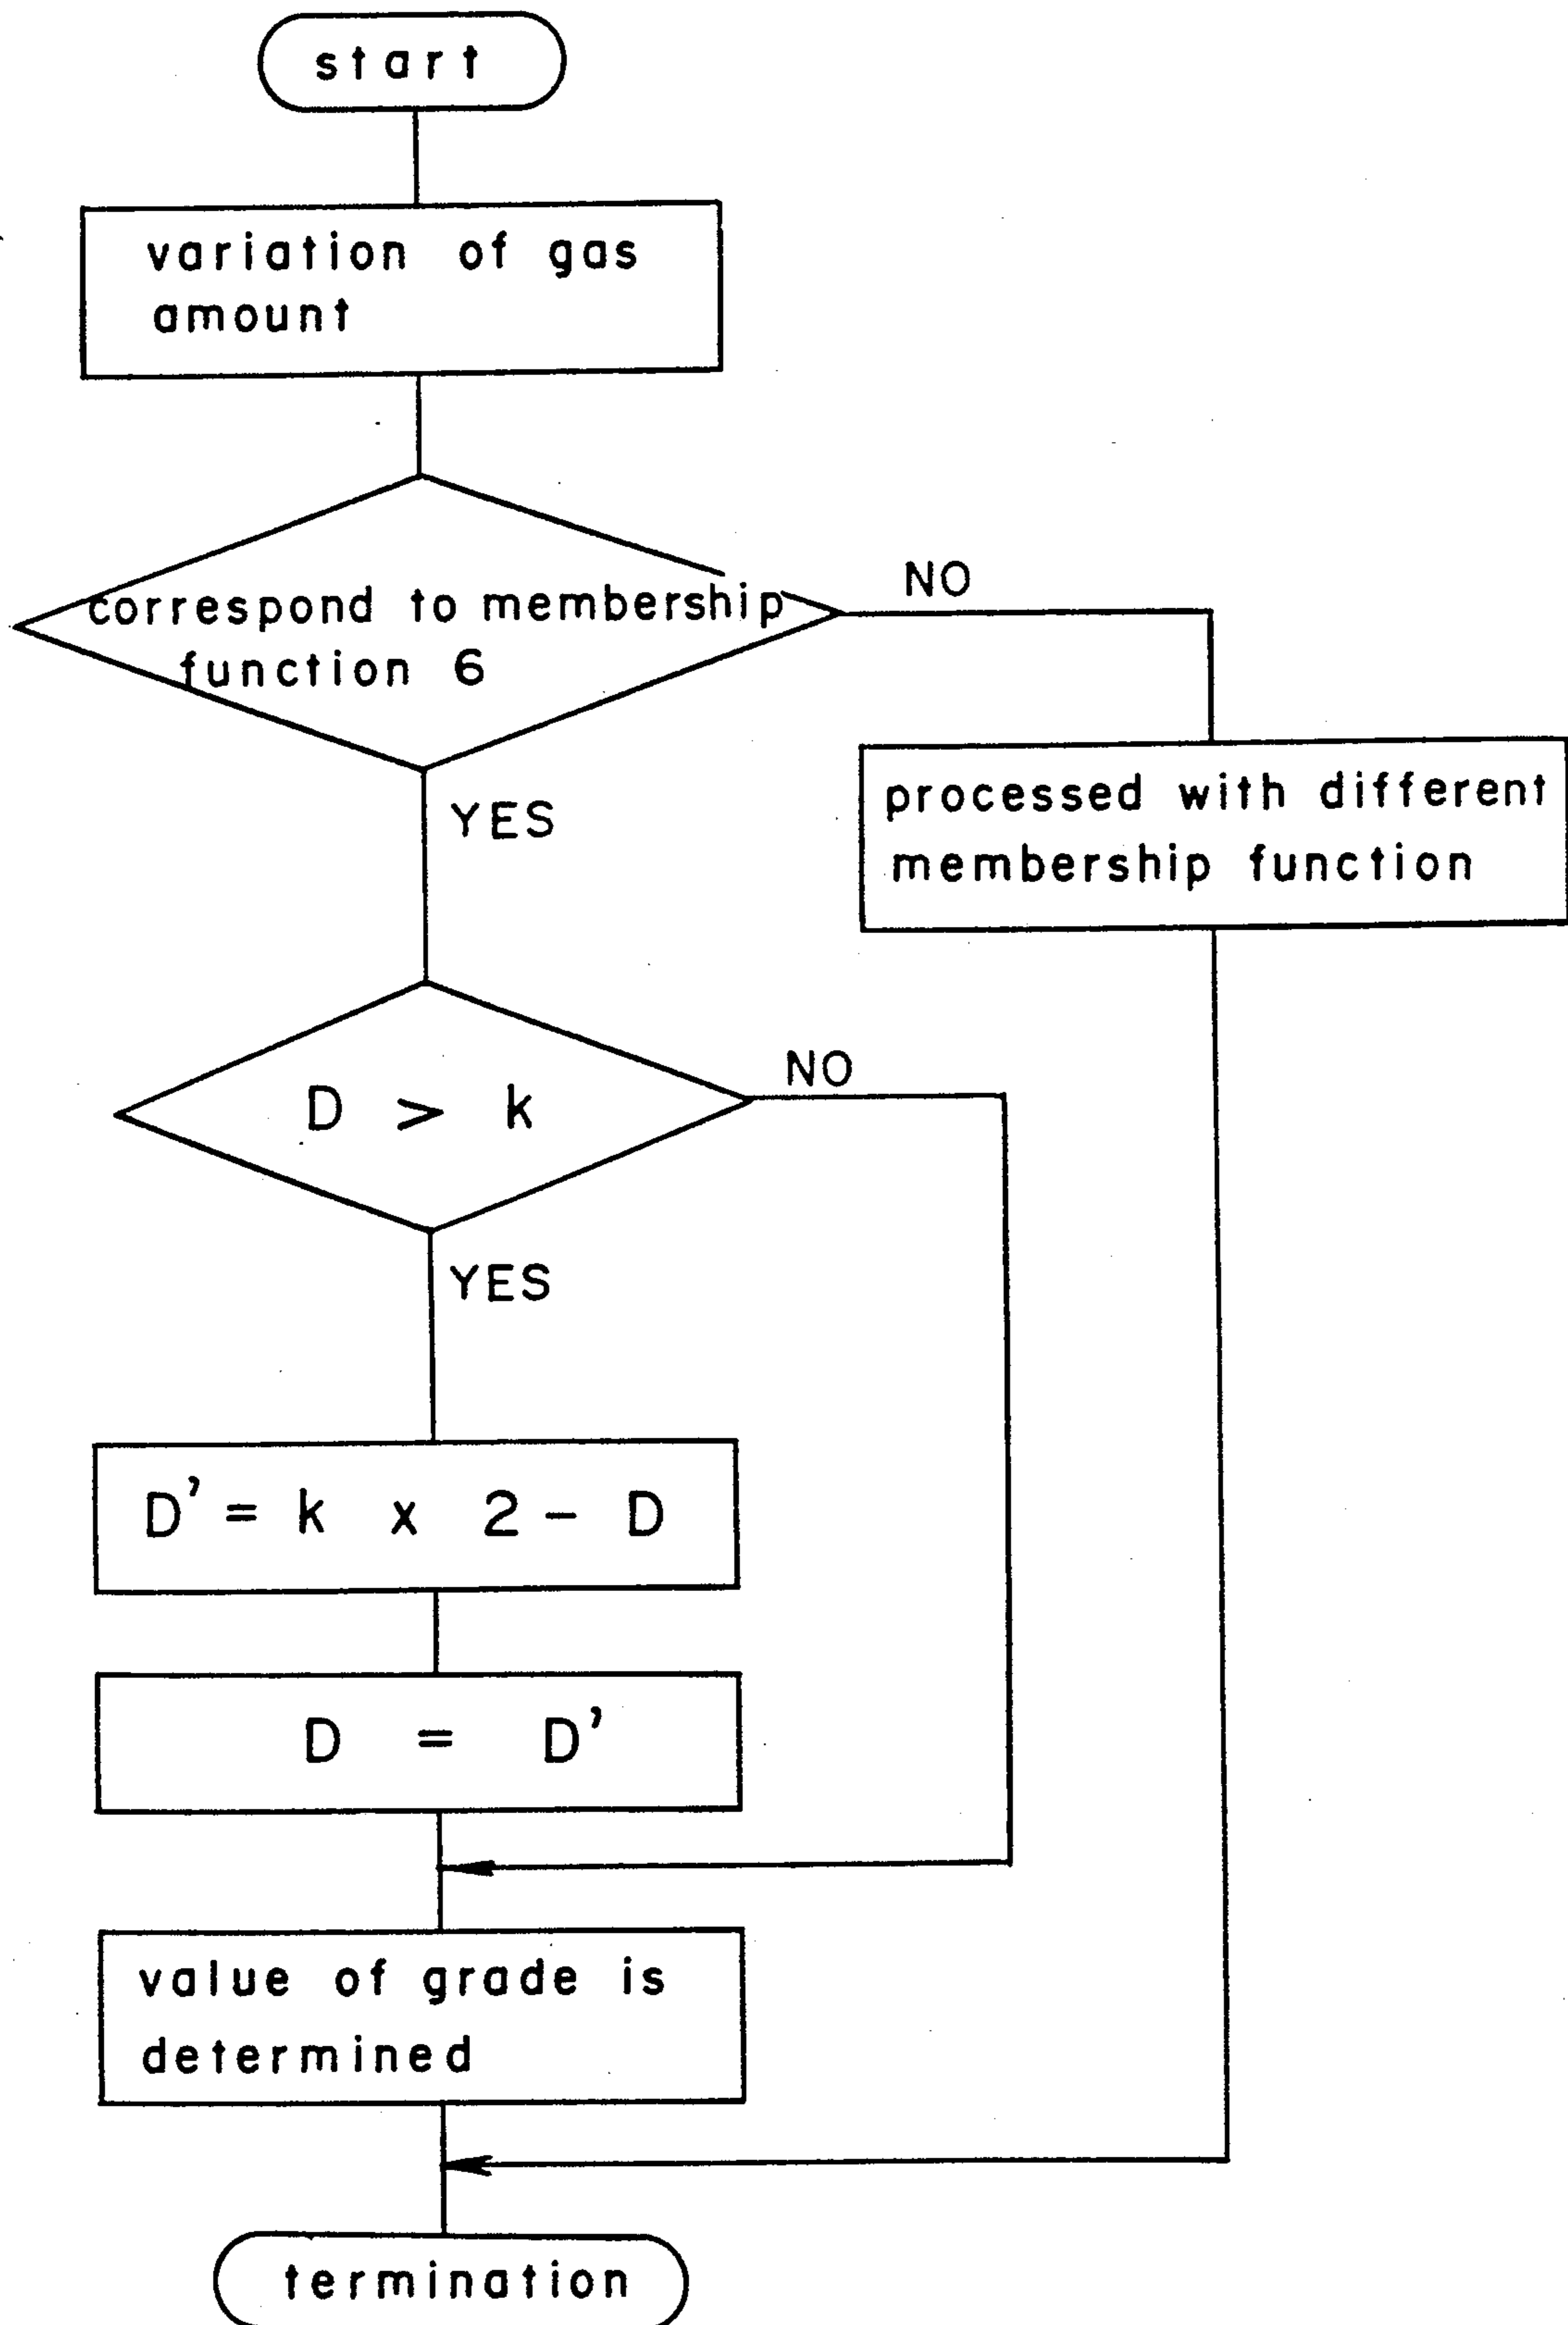 start
variation of gas
amount
correspond to membership
function 6
NO
YES
processed with different
membership function
D > k
NO
YES
D' = k x 2 - D
D = D'
value of grade is
determined
termination